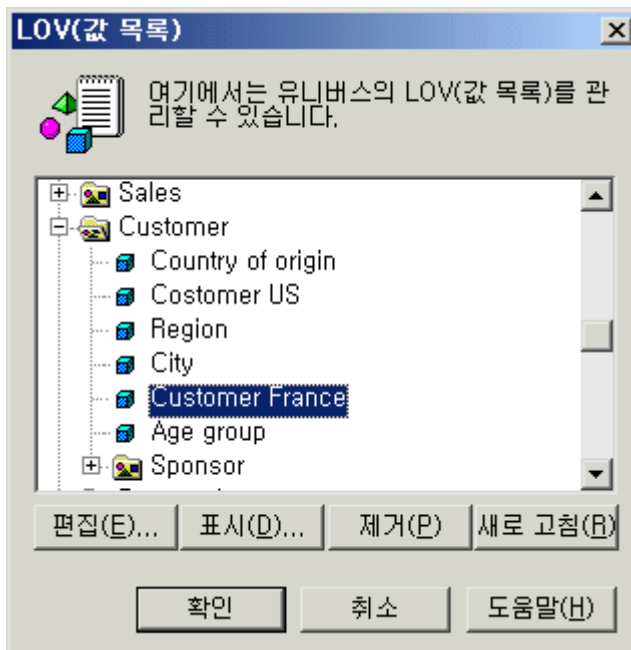 LOV(값 목록)
여기에서는 유니버스의 LOV(값 목록)를 관
리할 수 있습니다.
Sales
Customer
Country of origin
Costomer US
Region
City
Customer France
Age group
Sponsor
편집(E)... 표시(D)... 제거(P) 새로 고침(R)
확인 취소 도움말(H)